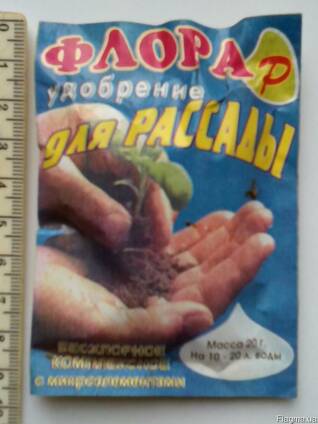 ФЛОРА Р
удобрение
для РАССАДЫ
Масса 20 г.
На 10 - 20 л. воды
БЕСХЛОРНОЕ
КОМПЛЕКСНОЕ
с микроэлементами
Flagma.ua